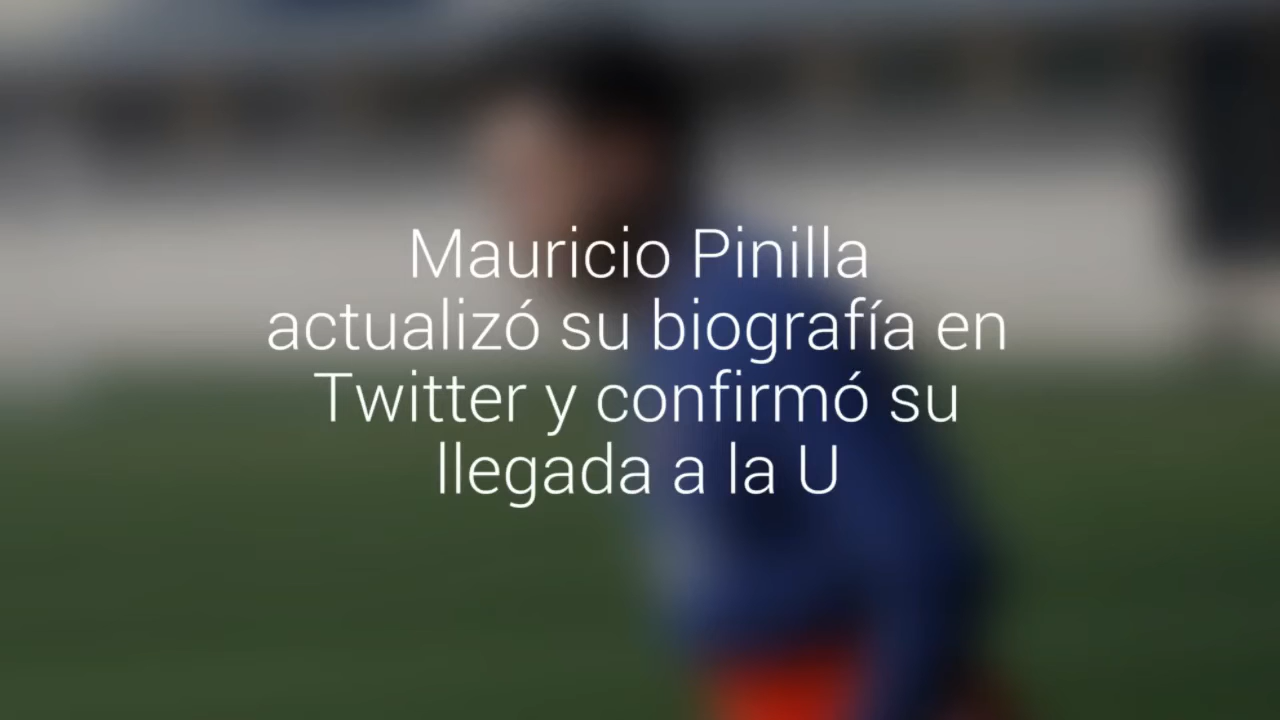 Mauricio Pinilla
actualizó su biografía en
Twitter y confirmó su
llegada a la U